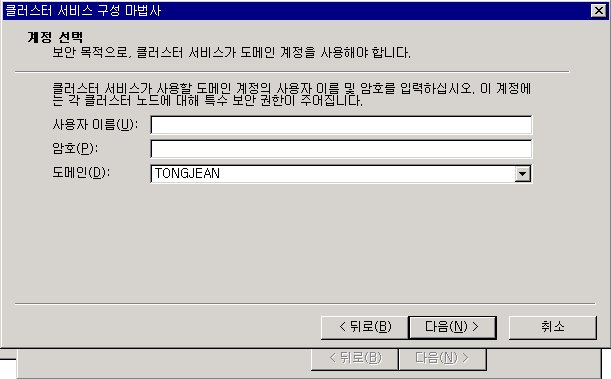 클러스터 서비스 구성 마법사
계정 선택
보안 목적으로, 클러스터 서비스가 도메인 계정을 사용해야 합니다.
클러스터 서비스가 사용할 도메인 계정의 사용자 이름 및 암호를 입력하십시오. 이 계정에
는 각 클러스터 노드에 대해 특수 보안 권한이 주어집니다.
사용자 이름(U):
암호(P):
도메인(D): TONGJEAN
< 뒤로(B) 다음(N) > 취소
< 뒤로(B) 다음(N) >